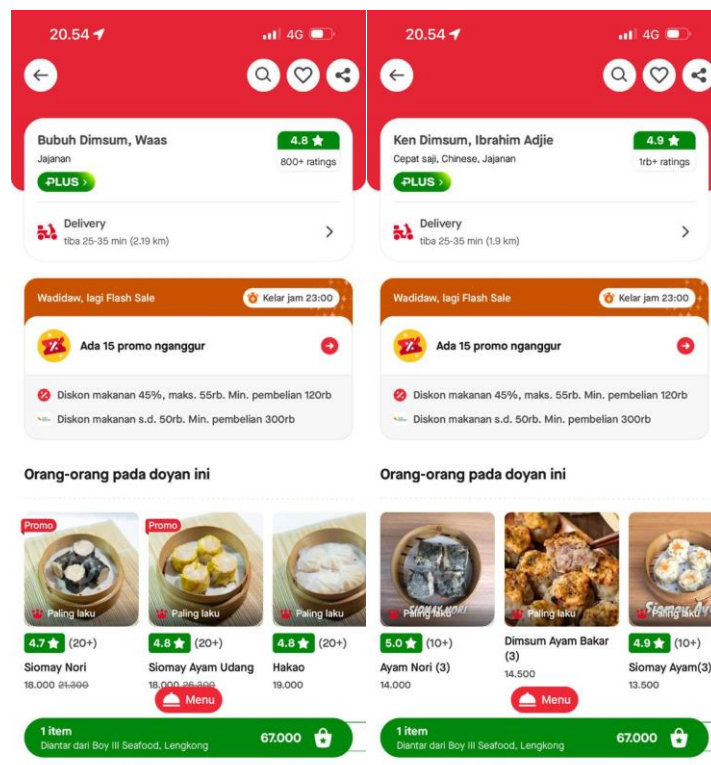 20.54
4G
Bubuh Dimsum, Waas
4.8
Jajanan
800+ ratings
PLUS
Delivery
tiba 25-35 min (2.19 km)
Wadidaw, lagi Flash Sale
Kelar jam 23:00
Ada 15 promo nganggur
Diskon makanan 45%, maks. 55rb. Min. pembelian 120rb
Diskon makanan s.d. 50rb. Min. pembelian 300rb
Orang-orang pada doyan ini
Promo
Promo
Paling laku
Paling laku
Paling laku
4.7 (20+)
4.8 (20+)
4.8 (20+)
Siomay Nori
Siomay Ayam Udang
Hakao
18.000 21.300
18.000 26.300
19.000
Menu
1 item
Diantar dari Boy III Seafood, Lengkong
67.000
20.54
4G
Ken Dimsum, Ibrahim Adjie
4.9
Cepat saji, Chinese, Jajanan
1rb+ ratings
PLUS
Delivery
tiba 25-35 min (1.9 km)
Wadidaw, lagi Flash Sale
Kelar jam 23:00
Ada 15 promo nganggur
Diskon makanan 45%, maks. 55rb. Min. pembelian 120rb
Diskon makanan s.d. 50rb. Min. pembelian 300rb
Orang-orang pada doyan ini
Paling laku
Paling laku
Paling laku
5.0 (10+)
Dimsum Ayam Bakar
(3)
4.9 (10+)
Ayam Nori (3)
14.500
Siomay Ayam(3)
14.000
13.500
Menu
1 item
Diantar dari Boy III Seafood, Lengkong
67.000